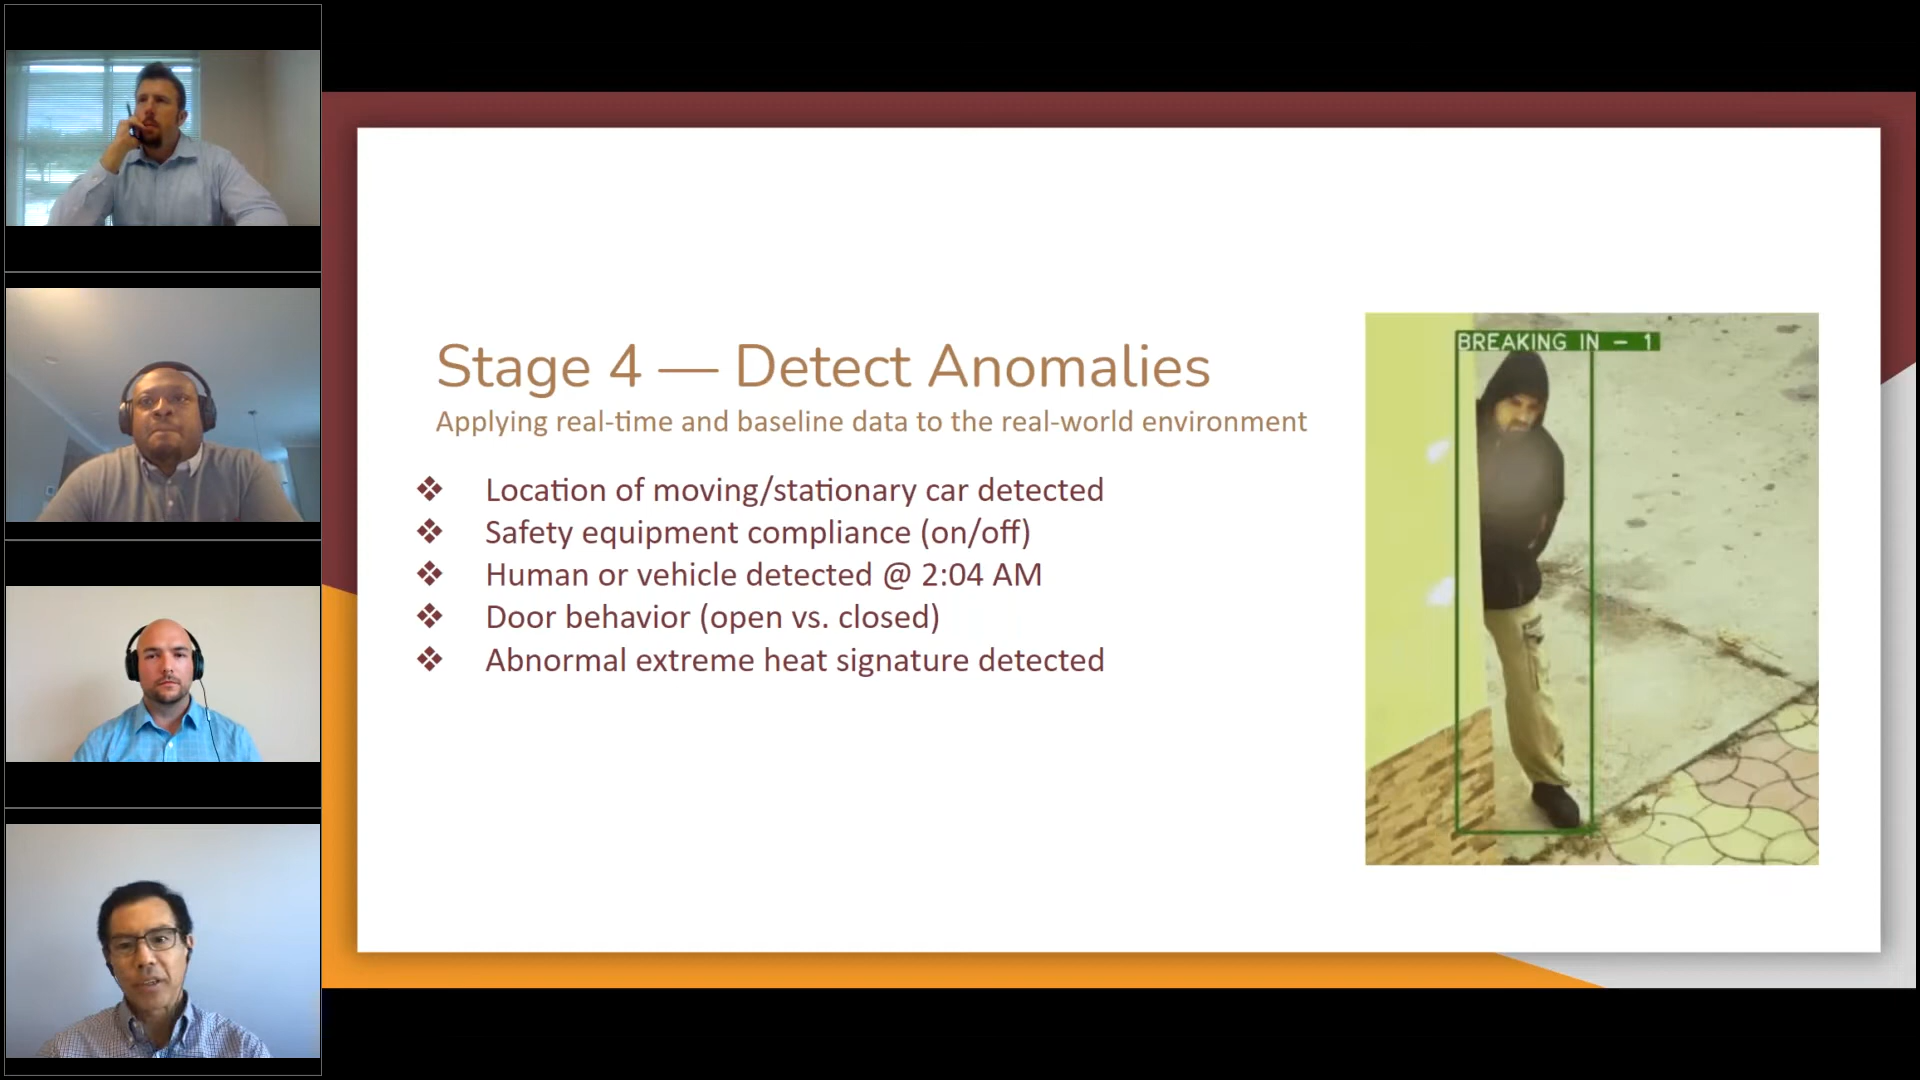 Stage 4 — Detect Anomalies
Applying real-time and baseline data to the real-world environment
❖ Location of moving/stationary car detected
❖ Safety equipment compliance (on/off)
❖ Human or vehicle detected @ 2:04 AM
❖ Door behavior (open vs. closed)
❖ Abnormal extreme heat signature detected
BREAKING IN - 1